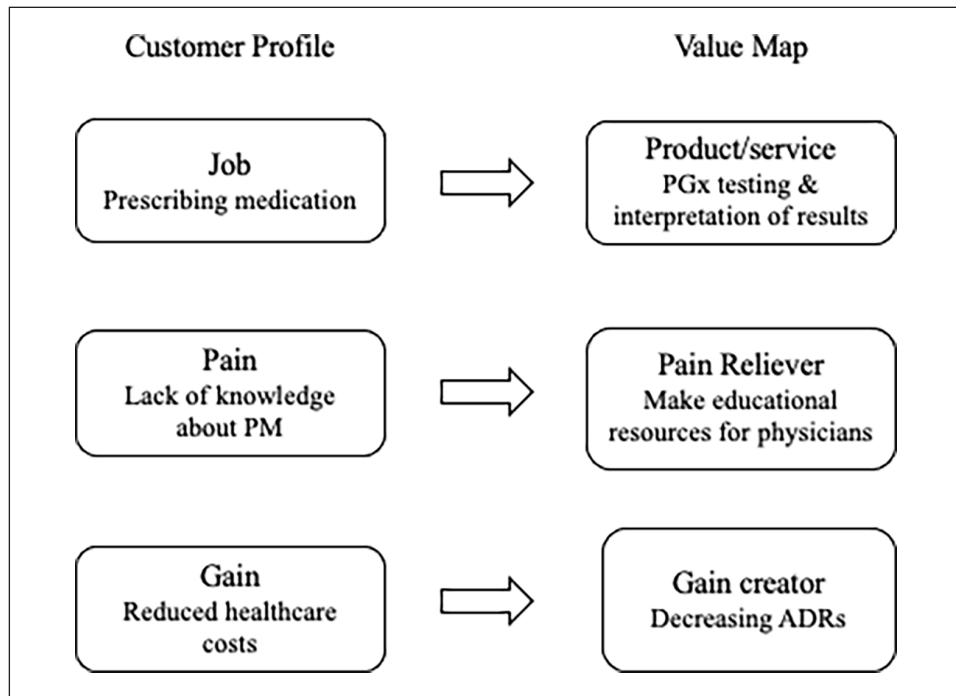 Customer Profile
Value Map
Job
Prescribing medication
Product/service
PGx testing &
interpretation of results
Pain
Lack of knowledge
about PM
Pain Reliever
Make educational
resources for physicians
Gain
Reduced healthcare
costs
Gain creator
Decreasing ADRs